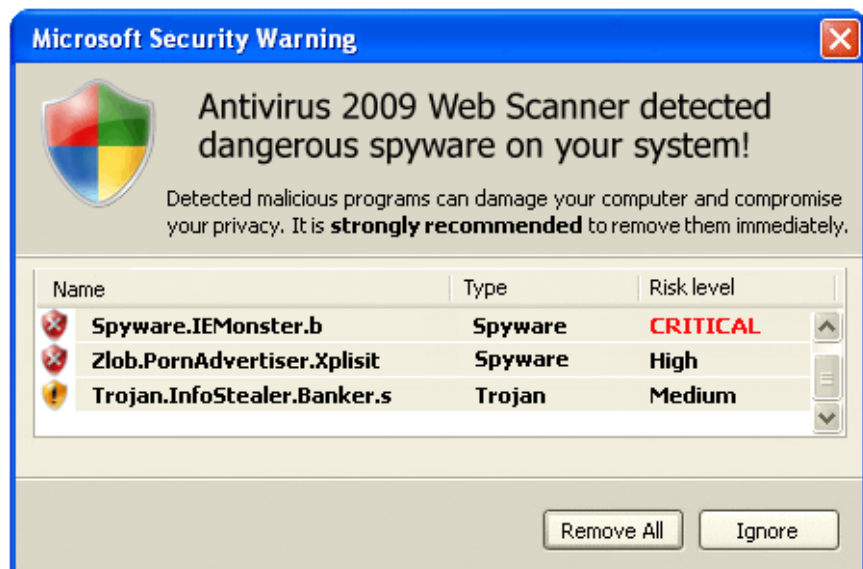 Microsoft Security Warning
Antivirus 2009 Web Scanner detected
dangerous spyware on your system!
Detected malicious programs can damage your computer and compromise
your privacy. It is strongly recommended to remove them immediately.
Name Type Risk level
Spyware.IEMonster.b Spyware CRITICAL
Zlob.PornAdvertiser.Xplisit Spyware High
Trojan.InfoStealer.Banker.s Trojan Medium
Remove All Ignore